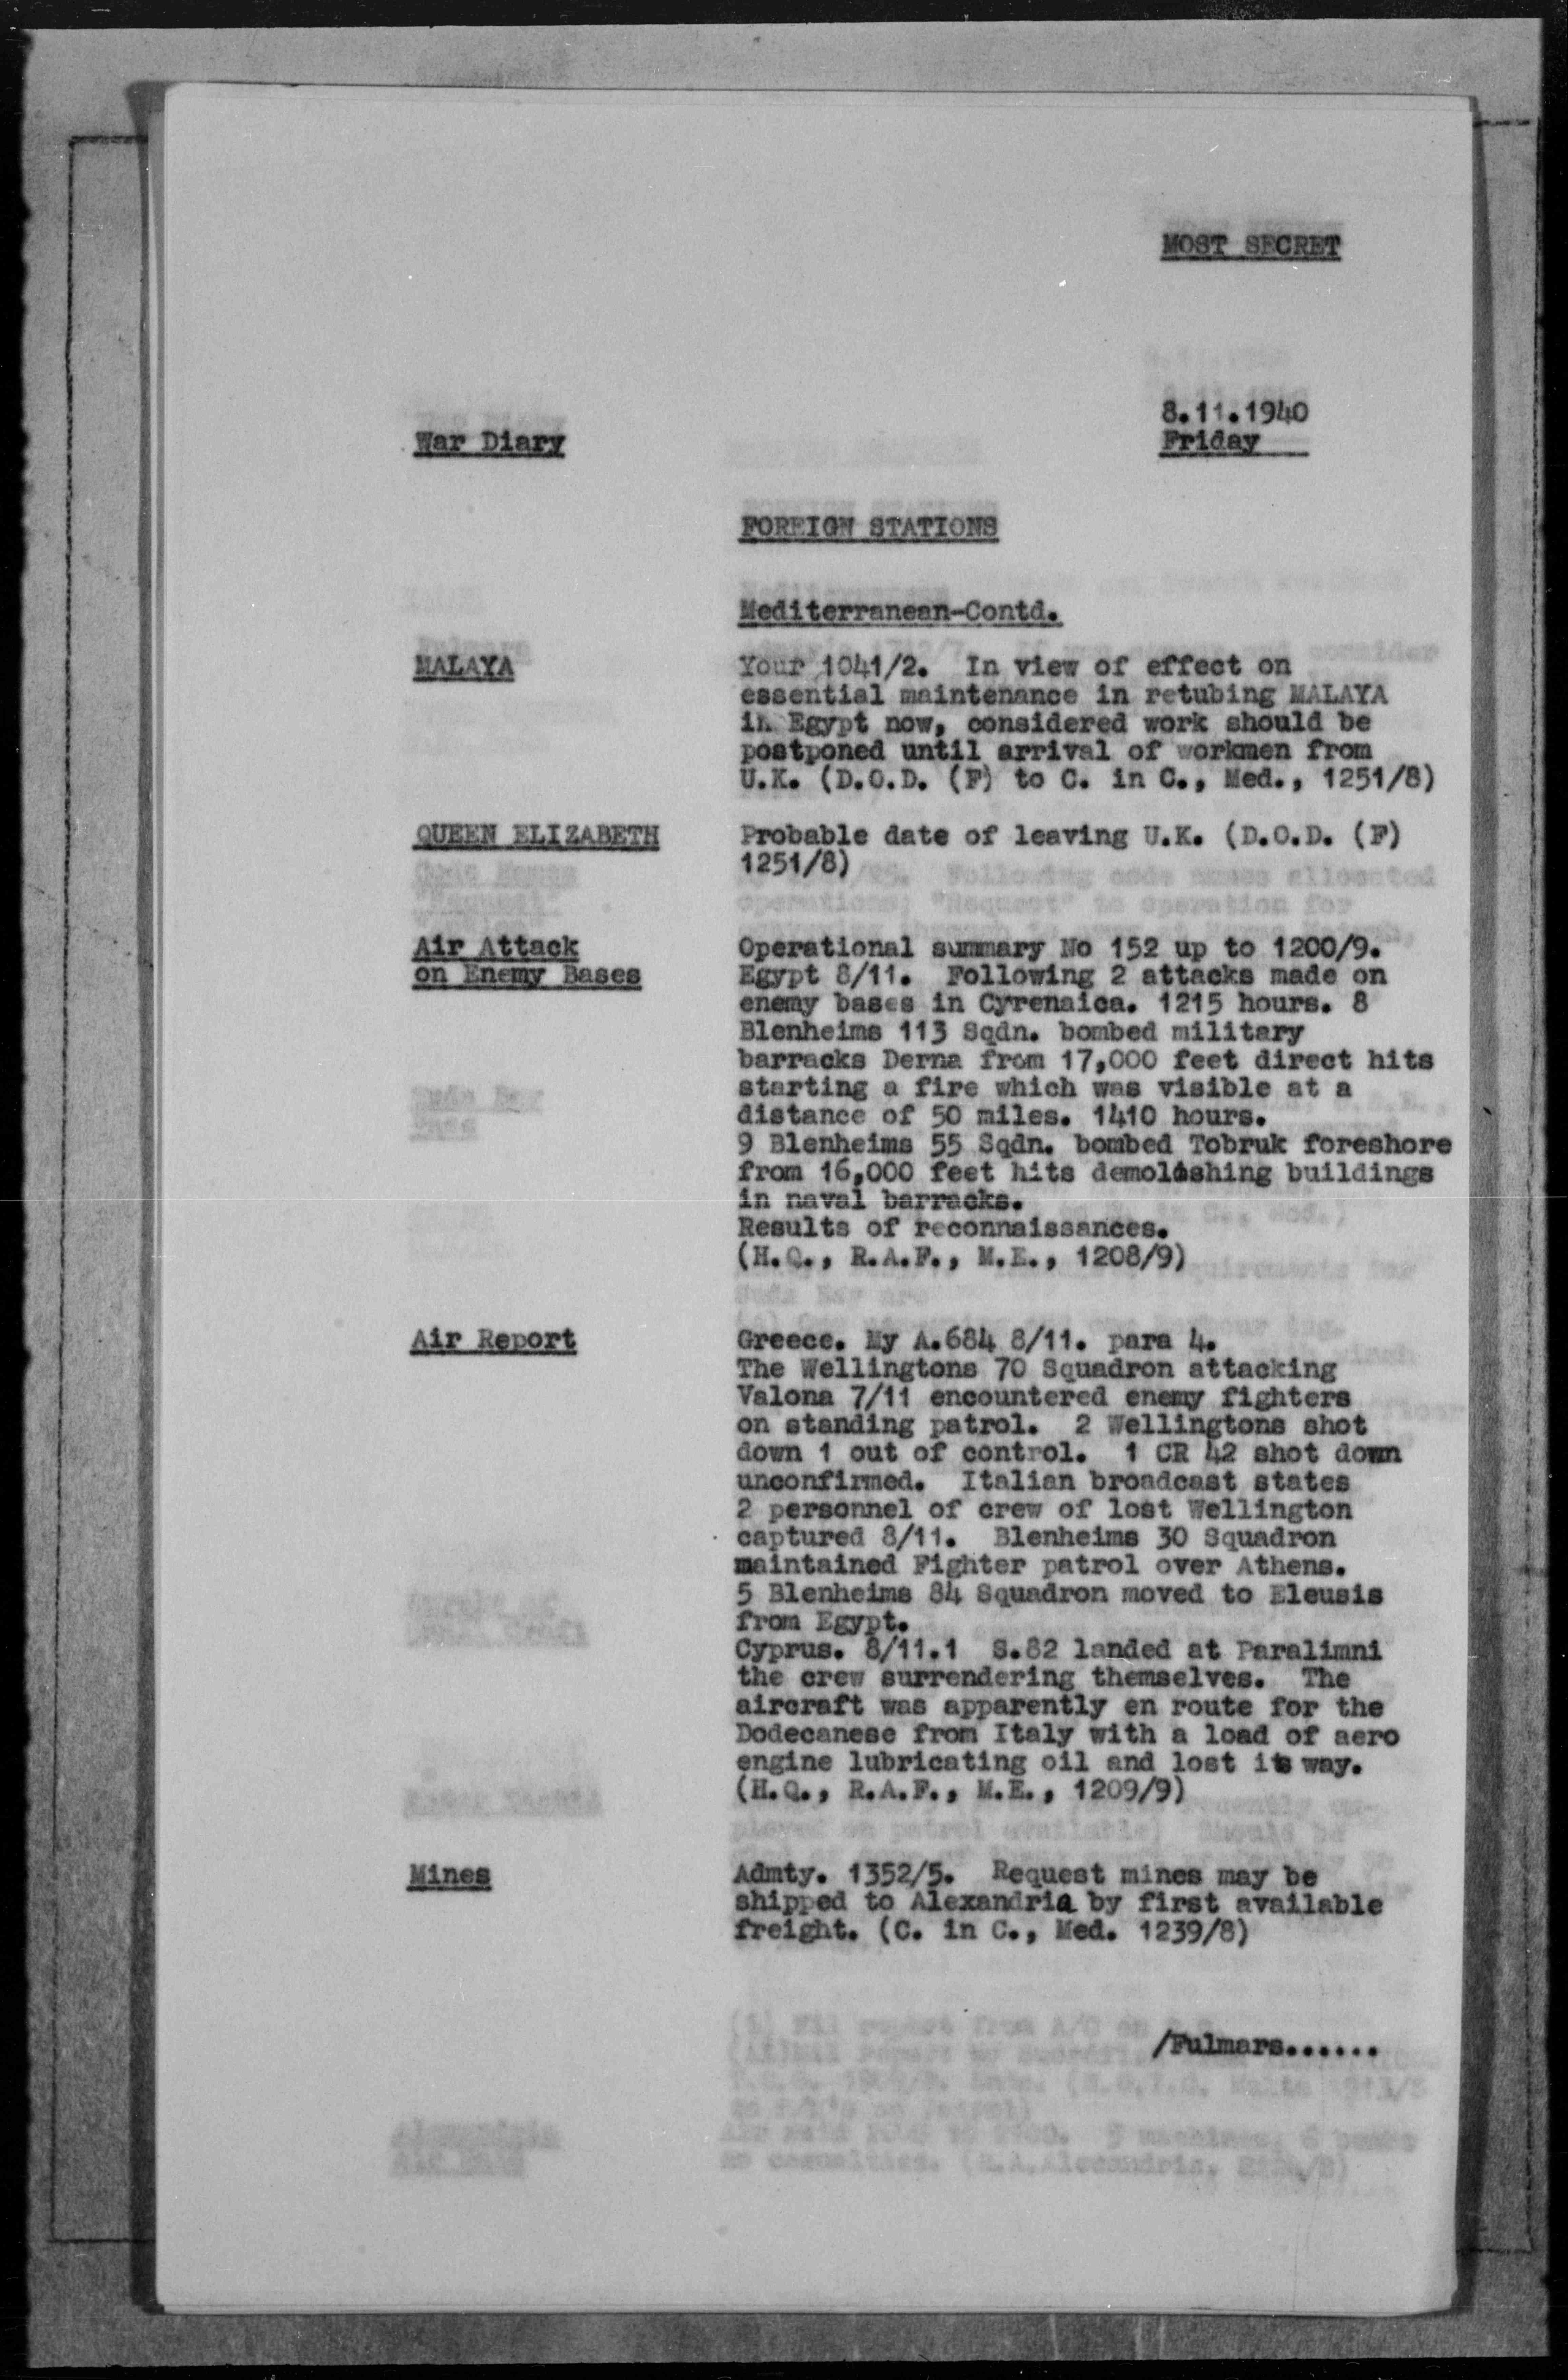 MOST SECRET
8.11.1940
War Diary
Friday
FOREIGN STATIONS
Mediterranean-Contd.
MALAYA
Your 1041/2. In view of effect on
essential maintenance in retubing MALAYA
in Egypt now, considered work should be
postponed until arrival of workmen from
U.K. (D.O.D. (F) to C. in C., Med., 1251/8)
QUEEN ELIZABETH
Probable date of leaving U.K. (D.O.D. (F)
1251/8)
Air Attack
on Enemy Bases
Operational summary No 152 up to 1200/9.
Egypt 8/11. Following 2 attacks made on
enemy bases in Cyrenaica. 1215 hours. 8
Blenheims 113 Sqdn. bombed military
barracks Derna from 17,000 feet direct hits
starting a fire which was visible at a
distance of 50 miles. 1410 hours.
9 Blenheims 55 Sqdn. bombed Tobruk foreshore
from 16,000 feet hits demolishing buildings
in naval barracks.
Results of reconnaissances.
(H.Q., R.A.F., M.E., 1208/9)
Air Report
Greece. My A.684 8/11. para 4.
The Wellingtons 70 Squadron attacking
Valona 7/11 encountered enemy fighters
on standing patrol. 2 Wellingtons shot
down 1 out of control. 1 CR 42 shot down
unconfirmed. Italian broadcast states
2 personnel of crew of lost Wellington
captured 8/11. Blenheims 30 Squadron
maintained Fighter patrol over Athens.
5 Blenheims 84 Squadron moved to Eleusis
from Egypt.
Cyprus. 8/11.1 S.82 landed at Paralimni
the crew surrendering themselves. The
aircraft was apparently en route for the
Dodecanese from Italy with a load of aero
engine lubricating oil and lost its way.
(H.Q., R.A.F., M.E., 1209/9)
Mines
Admty. 1352/5. Request mines may be
shipped to Alexandria by first available
freight. (C. in C., Med. 1239/8)
/Fulmars.......